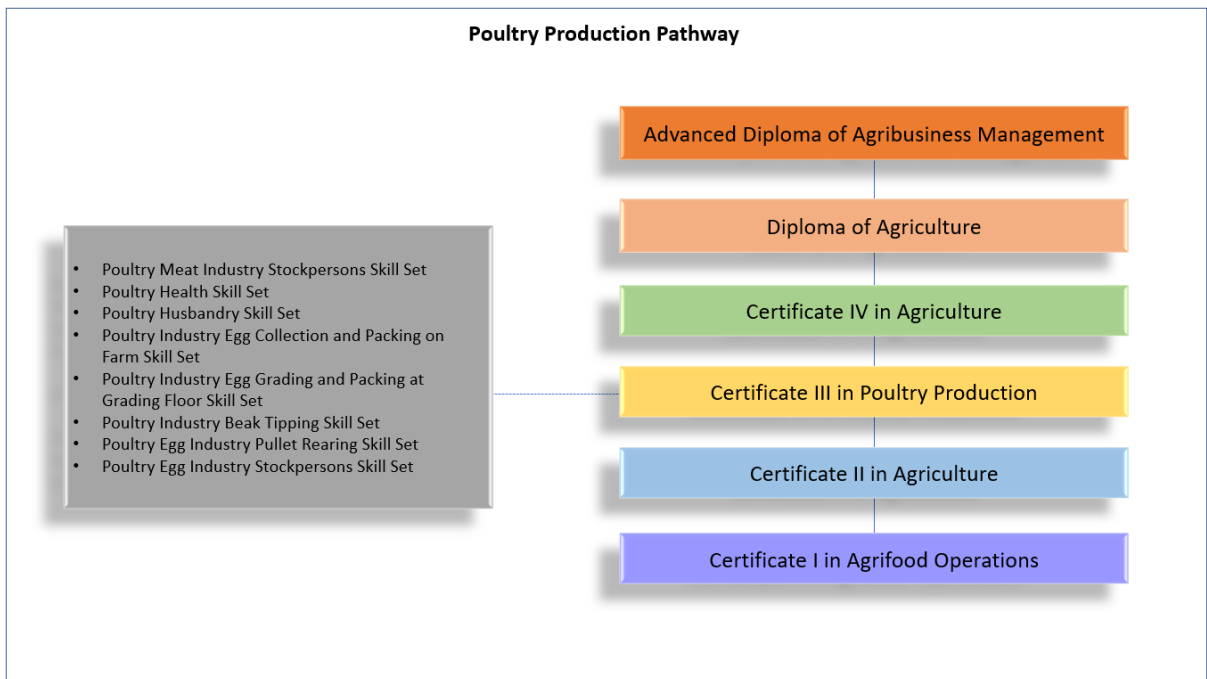 Poultry Production Pathway
Advanced Diploma of Agribusiness Management
Diploma of Agriculture
Certificate IV in Agriculture
Certificate III in Poultry Production
Certificate II in Agriculture
Certificate I in Agrifood Operations
• Poultry Meat Industry Stockpersons Skill Set
• Poultry Health Skill Set
• Poultry Husbandry Skill Set
• Poultry Industry Egg Collection and Packing on
Farm Skill Set
• Poultry Industry Egg Grading and Packing at
Grading Floor Skill Set
• Poultry Industry Beak Tipping Skill Set
• Poultry Egg Industry Pullet Rearing Skill Set
• Poultry Egg Industry Stockpersons Skill Set